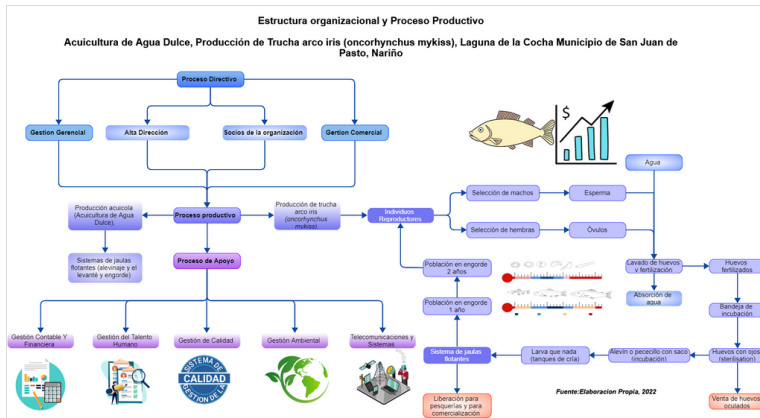 Estructura organizacional y Proceso Productivo
Acuicultura de Agua Dulce, Producción de Trucha arco iris (oncorhynchus mykiss), Laguna de la Cocha Municipio de San Juan de
Pasto, Nariño
Proceso Directivo
Gestion Gerencial
Alta Dirección
Socios de la organización
Gertion Comercial
$
Agua
Producción acuicola
(Acuicultura de Agua
Dulce),
Proceso productivo
Producción de trucha
arco iris
(oncorhynchus
mykiss)
Individuos
Reproductores
Selección de machos
Esperma
Selección de hembras
Óvulos
Sistemas de jaulas
flotantes (alevinaje y el
levanté y engorde)
Proceso de Apoyo
Población en engorde
2 años
Lavado de huevos
y fertilización
Huevos
fertilizados
Absorción de
agua
Población en engorde
1 año
Bandeja de
incubación
Gestión Contable Y
Financiera
Gestión del Talento
Humano
Gestión de Calidad
Gestión Ambiental
Telecomunicaciones y
Sistemas
Sistema de jaulas
flotantes
Larva que nada
(tanques de cría)
Alevín o pececillo con saco
(incubación)
Huevos con ojos
(sterilisation)
SISTEMA DE
CALIDAD
GESTION DE LA
Liberación para
pesquerías y para
comercialización
Fuente:Elaboracion Propia, 2022
Venta de huevos
oculados